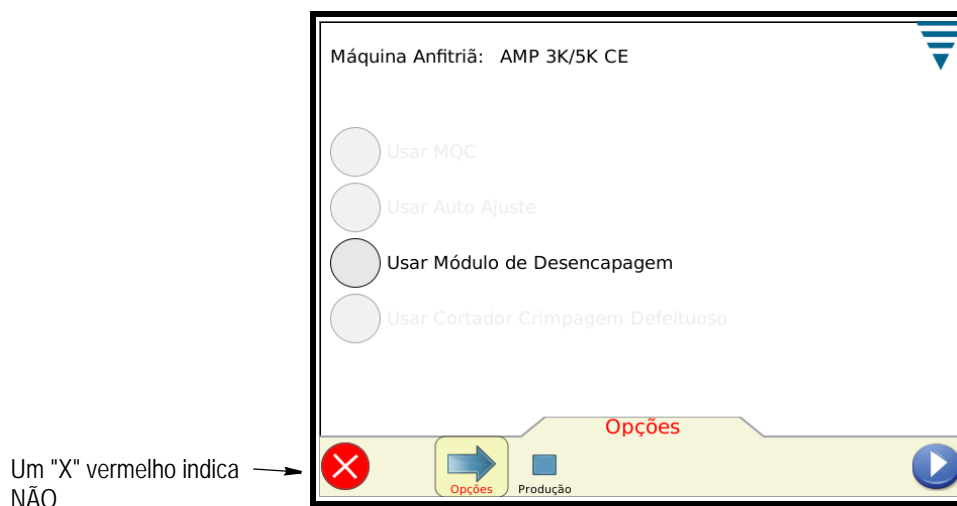 Máquina Anfitriã: AMP 3K/5K CE
Usar MQC
Usar Auto Ajuste
Usar Módulo de Desencapagem
Usar Cortador Crimpagem Defeituoso
Opções
Opções
Produção
Um "X" vermelho indica
NÃO